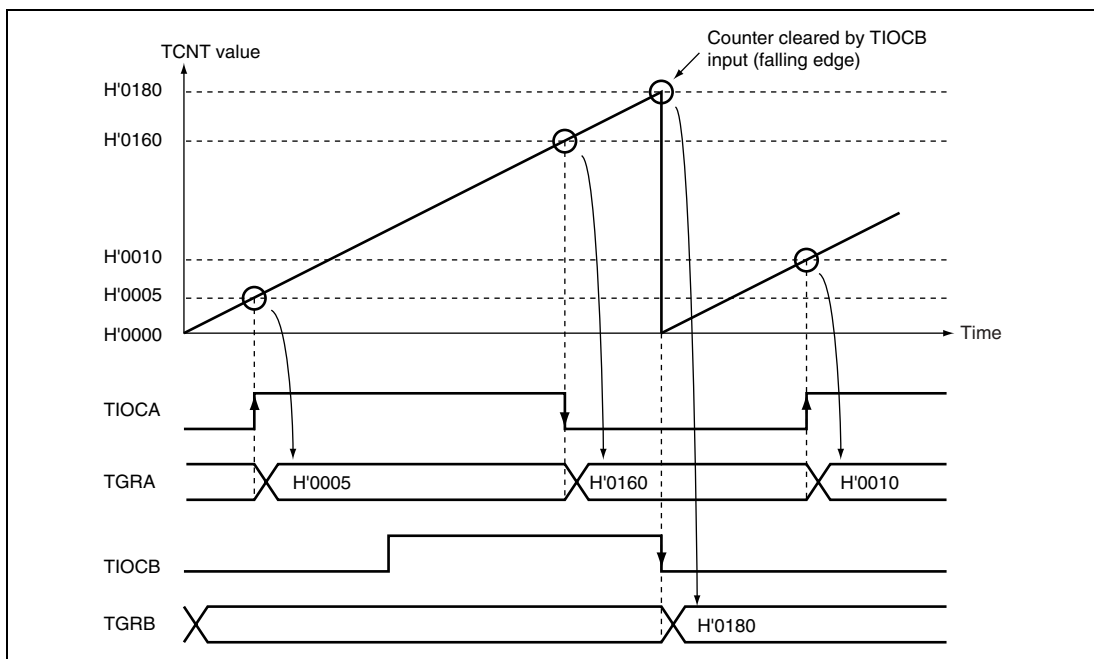 Counter cleared by TIOCB
input (falling edge)
TCNT value
H'0180
H'0160
H'0010
H'0005
H'0000
Time
TIOCA
TGRA
H'0005
H'0160
H'0010
TIOCB
TGRB
H'0180